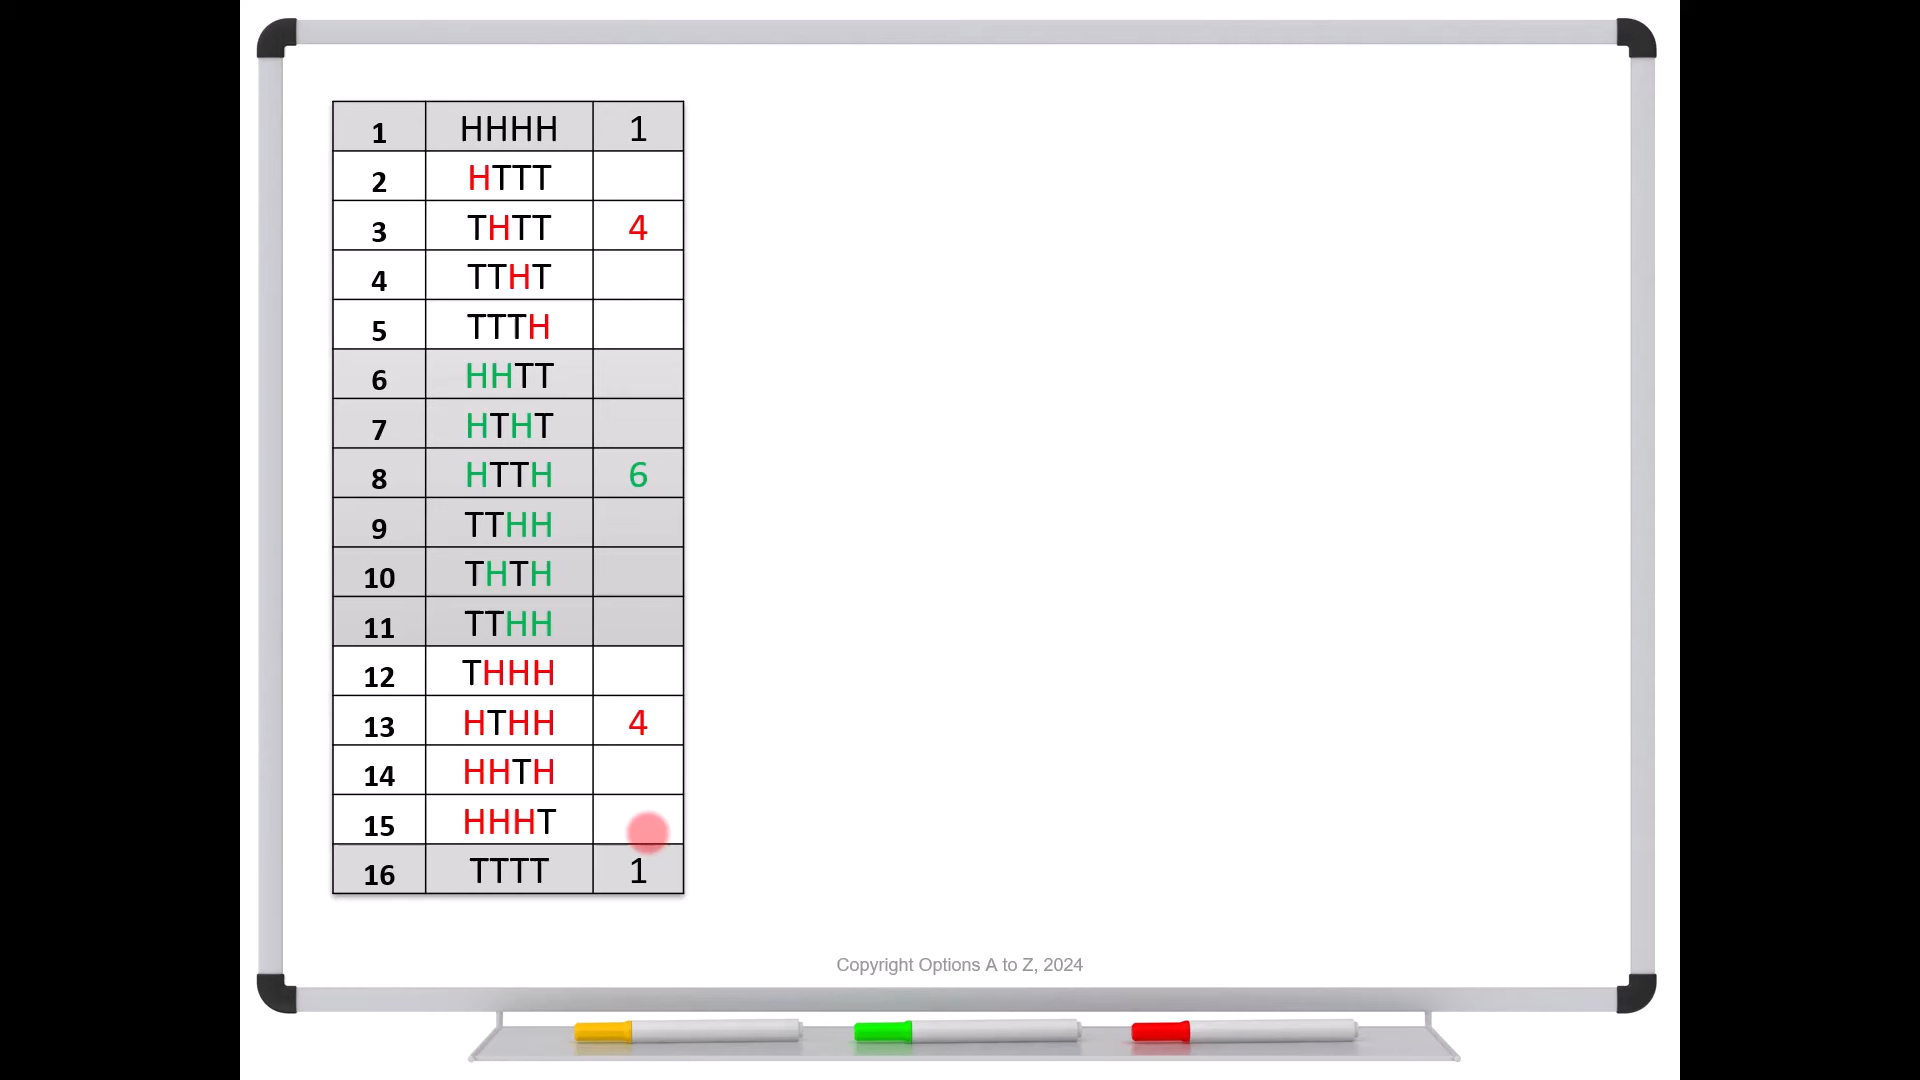 1 HHHH 1
2 HTTT
3 THTT 4
4 TTHT
5 TTTH
6 HHTT
7 HTHT
8 HTTH 6
9 TTHH
10 THTH
11 TTHH
12 THHH
13 HTHH 4
14 HHTH
15 HHHT
16 TTTT 1
Copyright Options A to Z, 2024